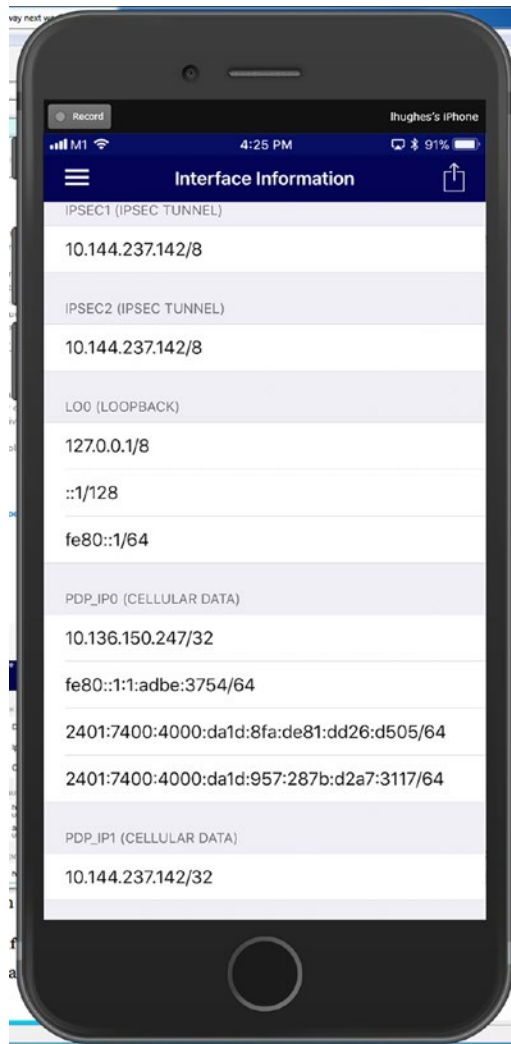 way next we
Record
lhughes's iPhone
M1
4:25 PM
91%
Interface Information
IPSEC1 (IPSEC TUNNEL)
10.144.237.142/8
IPSEC2 (IPSEC TUNNEL)
10.144.237.142/8
LO0 (LOOPBACK)
127.0.0.1/8
::1/128
fe80::1/64
PDP_IP0 (CELLULAR DATA)
10.136.150.247/32
fe80::1:1:adbe:3754/64
2401:7400:4000:da1d:8fa:de81:dd26:d505/64
2401:7400:4000:da1d:957:287b:d2a7:3117/64
PDP_IP1 (CELLULAR DATA)
10.144.237.142/32